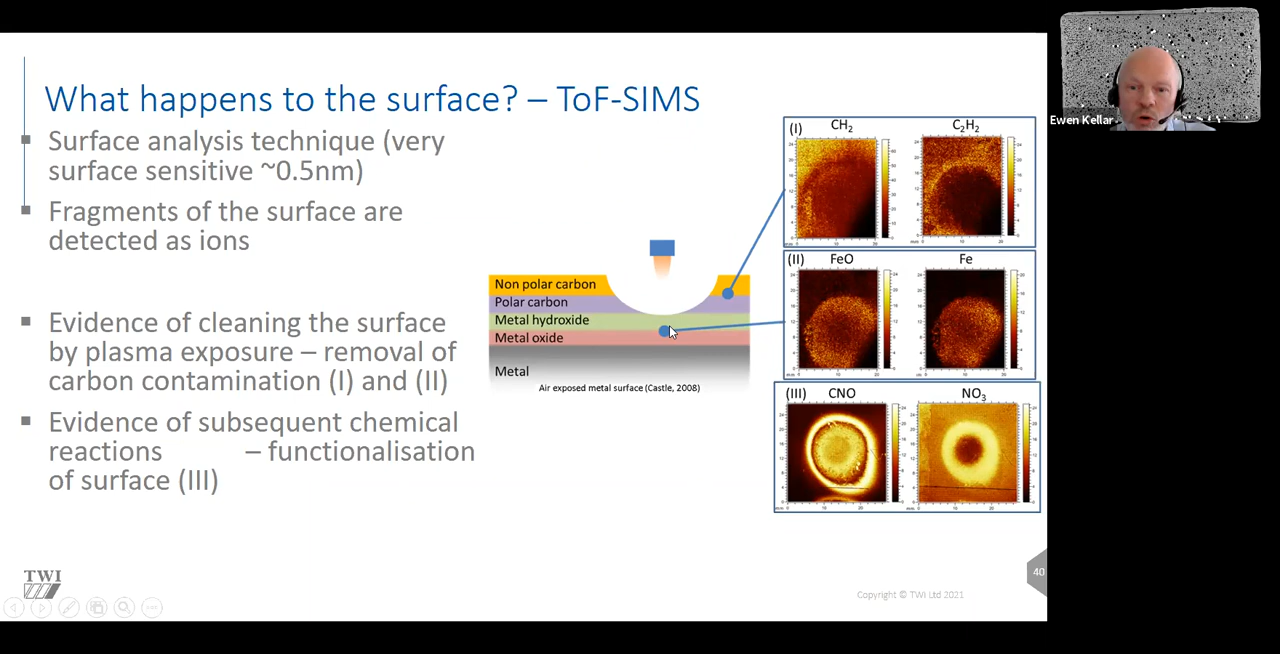 What happens to the surface? – ToF-SIMS
▪ Surface analysis technique (very
surface sensitive ~0.5nm)
▪ Fragments of the surface are
detected as ions
▪ Evidence of cleaning the surface
by plasma exposure – removal of
carbon contamination (I) and (II)
▪ Evidence of subsequent chemical
reactions – functionalisation
of surface (III)
Non polar carbon
Polar carbon
Metal hydroxide
Metal oxide
Metal
Air exposed metal surface (Castle, 2008)
(I) CH2 C2H2
(II) FeO Fe
(III) CNO NO3
TWI
Copyright © TWI Ltd 2021
40
Ewen Kellar